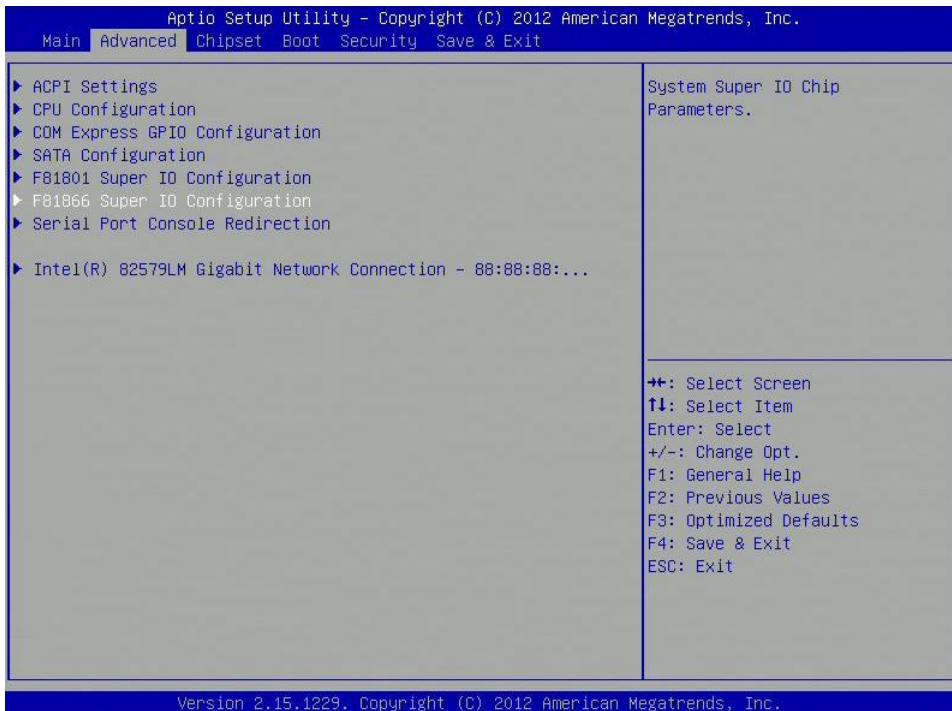 Aptio Setup Utility – Copyright (C) 2012 American Megatrends, Inc.
Main Advanced Chipset Boot Security Save & Exit
▶ ACPI Settings
▶ CPU Configuration
▶ COM Express GPIO Configuration
▶ SATA Configuration
▶ F81801 Super IO Configuration
▶ F81866 Super IO Configuration
▶ Serial Port Console Redirection
▶ Intel(R) 82579LM Gigabit Network Connection – 88:88:88:...
System Super IO Chip
Parameters.
→←: Select Screen
↑↓: Select Item
Enter: Select
+/-: Change Opt.
F1: General Help
F2: Previous Values
F3: Optimized Defaults
F4: Save & Exit
ESC: Exit
Version 2.15.1229. Copyright (C) 2012 American Megatrends, Inc.